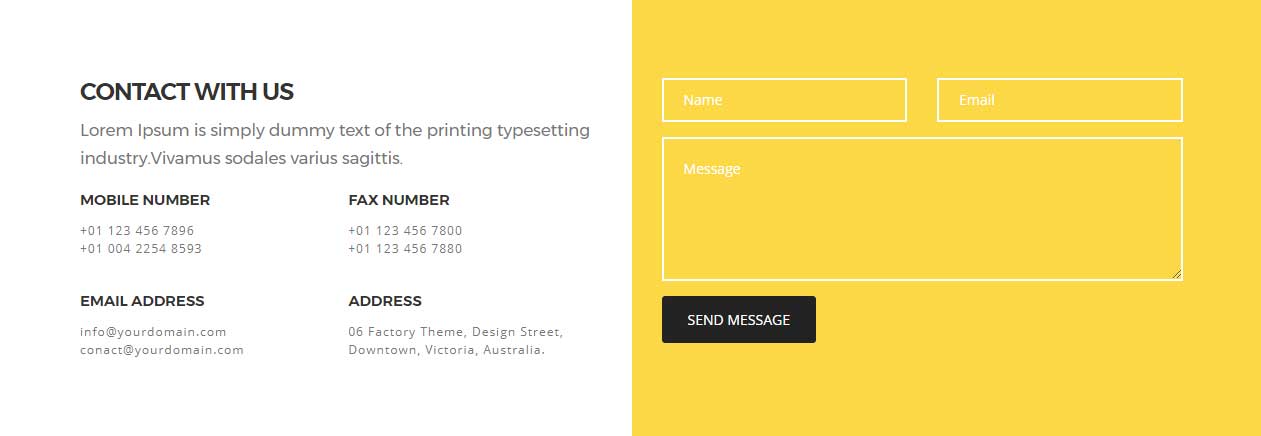 CONTACT WITH US
Lorem Ipsum is simply dummy text of the printing typesetting
industry.Vivamus sodales varius sagittis.
MOBILE NUMBER
+01 123 456 7896
+01 004 2254 8593
FAX NUMBER
+01 123 456 7800
+01 123 456 7880
EMAIL ADDRESS
info@yourdomain.com
conact@yourdomain.com
ADDRESS
06 Factory Theme, Design Street,
Downtown, Victoria, Australia.
Name
Email
Message
SEND MESSAGE